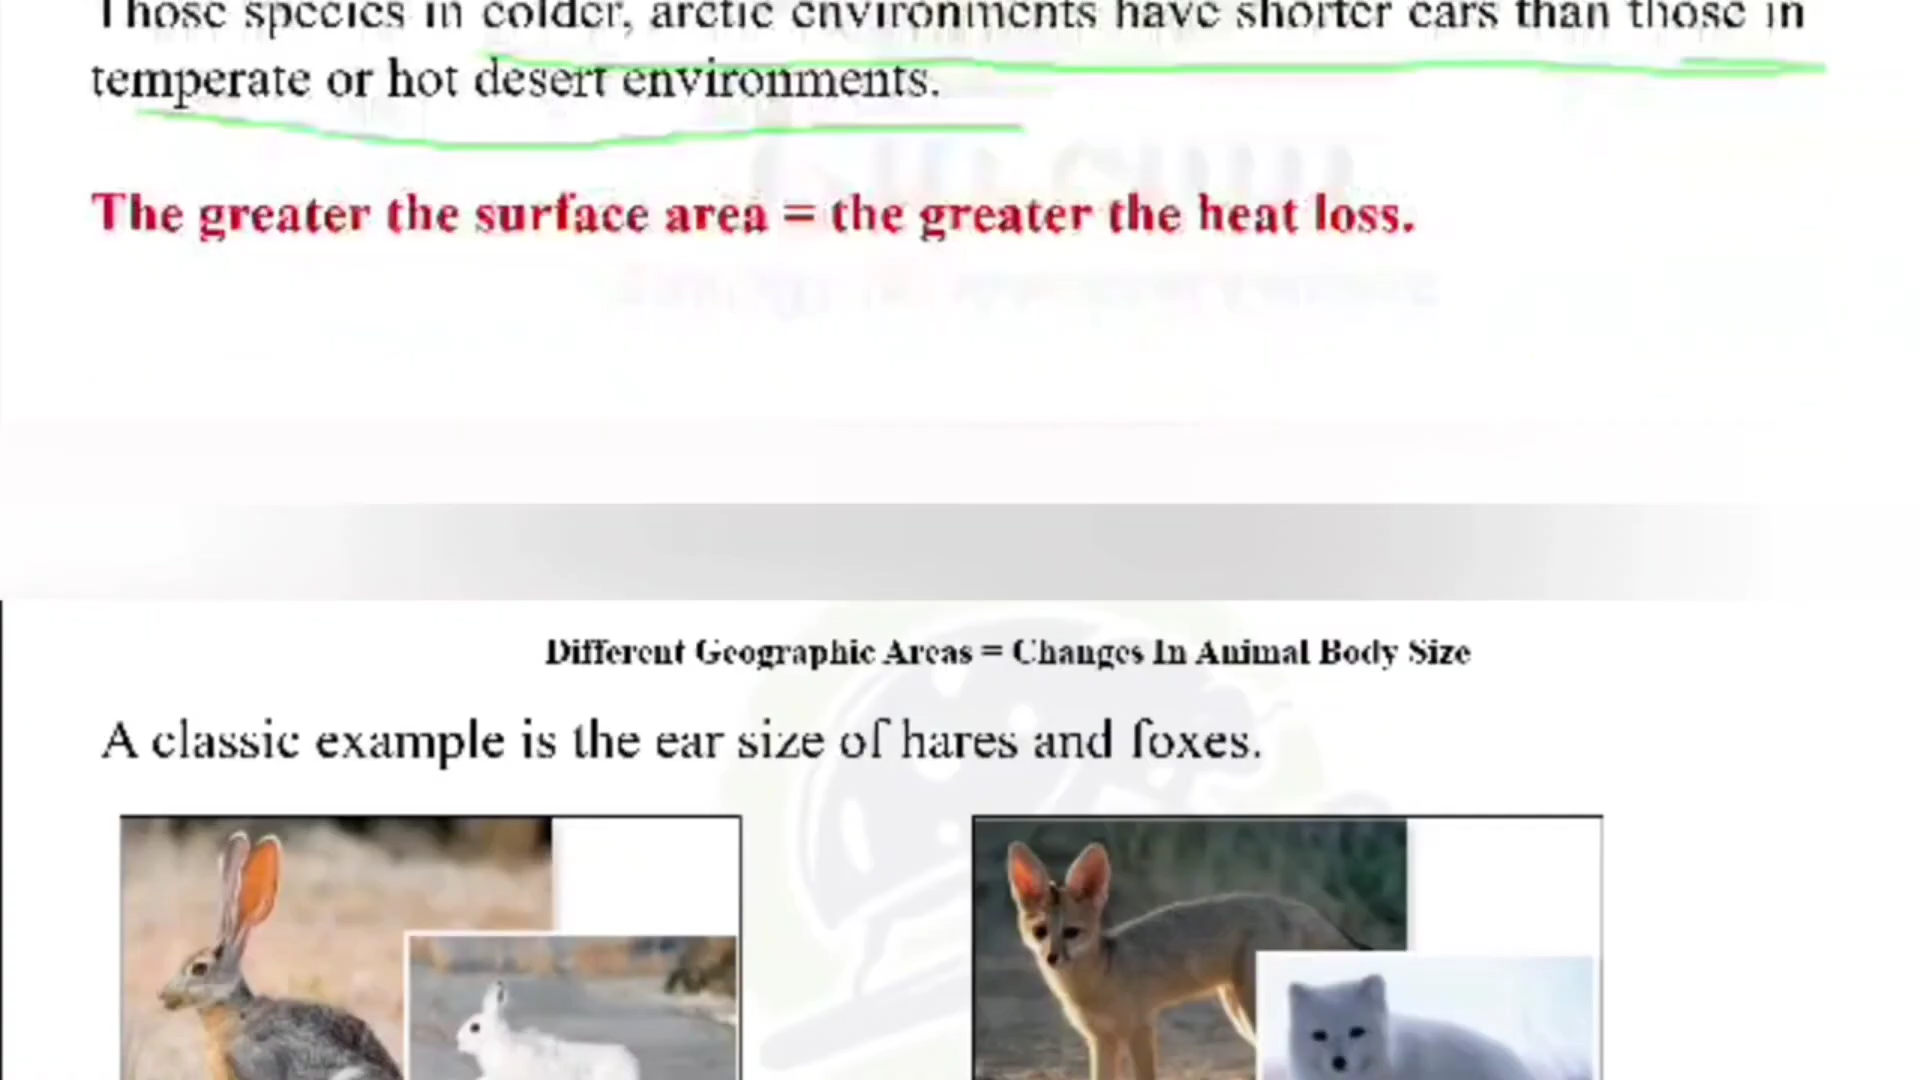 Those species in colder, arctic environments have shorter ears than those in
temperate or hot desert environments.
The greater the surface area = the greater the heat loss.
Different Geographic Areas = Changes In Animal Body Size
A classic example is the ear size of hares and foxes.